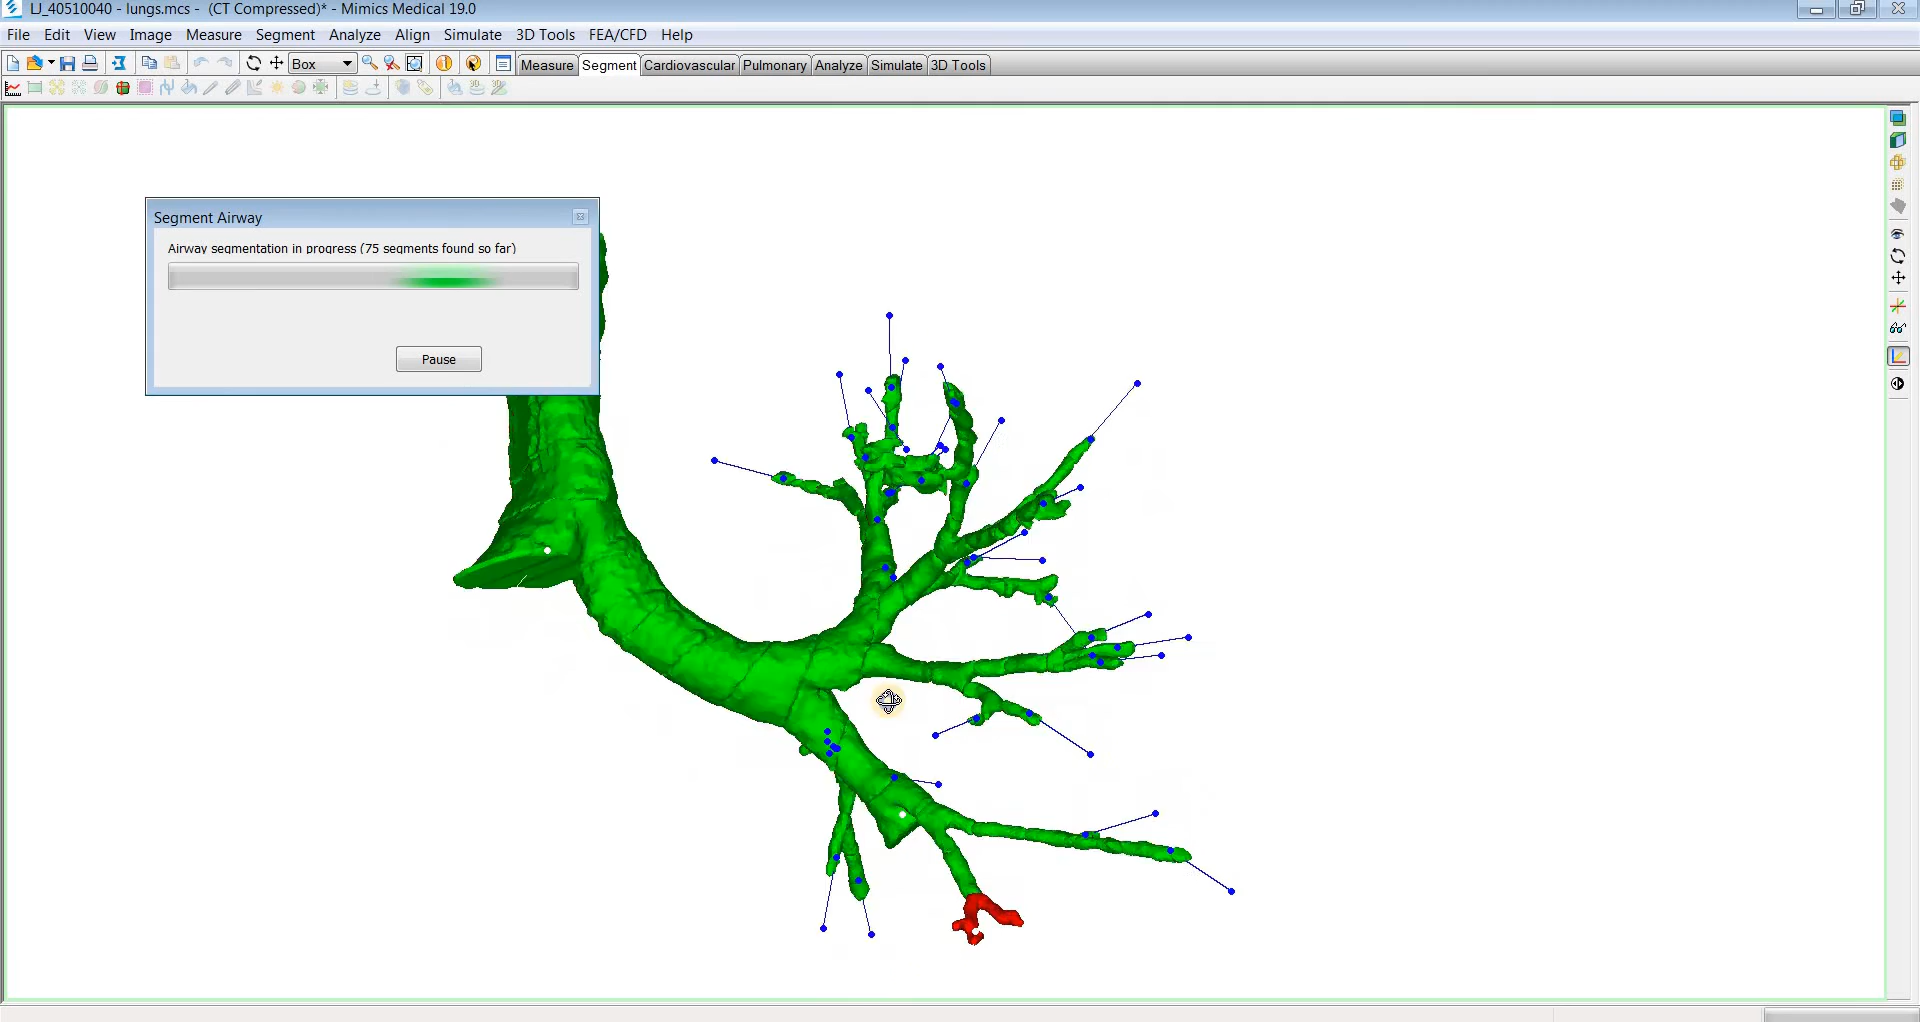 LJ_40510040 - lungs.mcs -  (CT Compressed)* - Mimics Medical 19.0
File Edit View Image Measure Segment Analyze Align Simulate 3D Tools FEA/CFD Help
Box Measure Segment Cardiovascular Pulmonary Analyze Simulate 3D Tools
Segment Airway
Airway segmentation in progress (75 segments found so far)
Pause